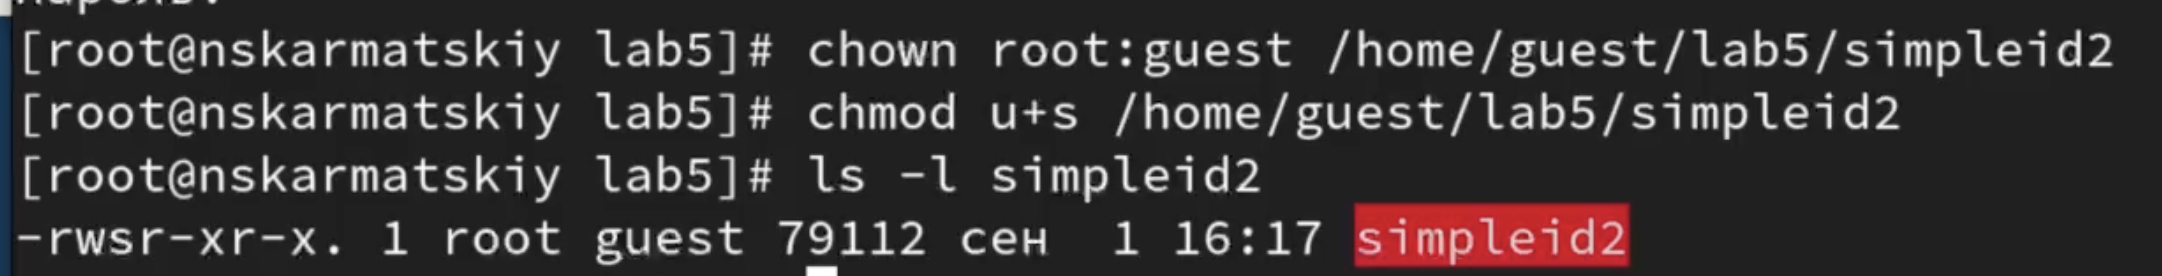 [root@nskarmatskiy lab5]# chown root:guest /home/guest/lab5/simpleid2
[root@nskarmatskiy lab5]# chmod u+s /home/guest/lab5/simpleid2
[root@nskarmatskiy lab5]# ls -l simpleid2
-rwsr-xr-x. 1 root guest 79112 сен  1 16:17 simpleid2